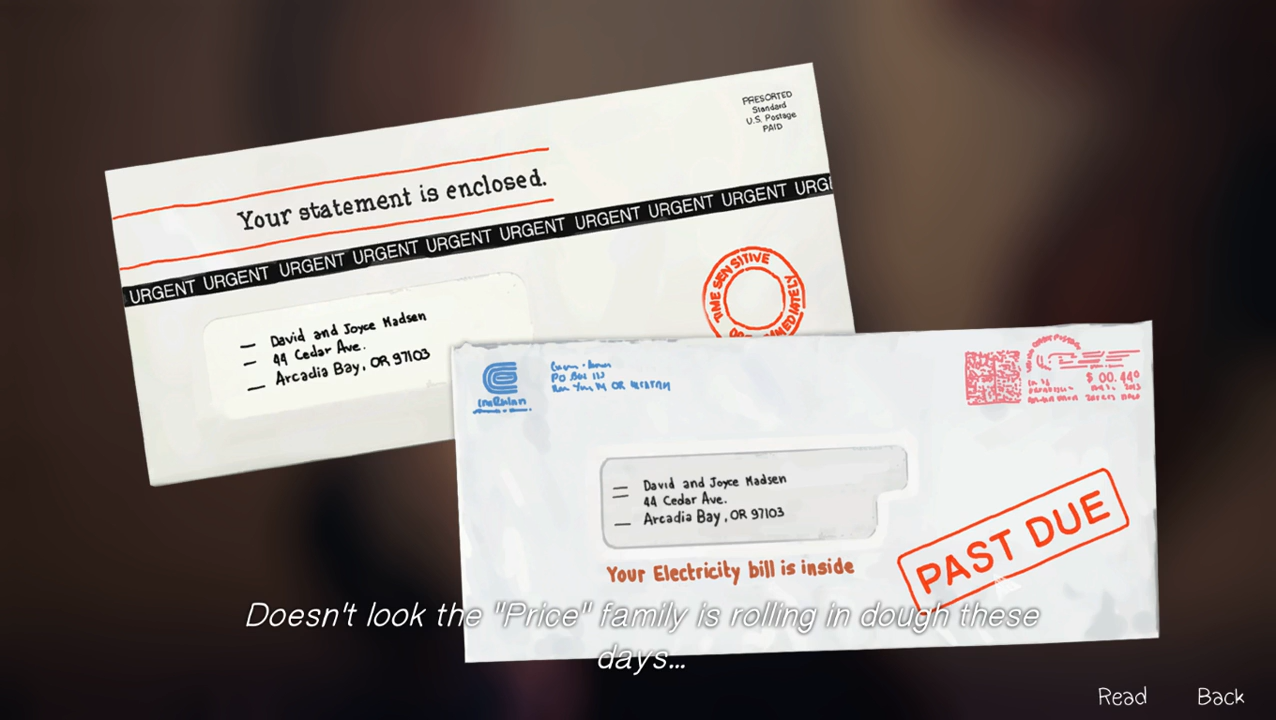 PRESORTED
Standard
U.S. Postage
PAID
Your statement is enclosed.
URGENT URGENT URGENT URGENT URGENT URGENT URGENT URGENT URGENT URG
TIME SENSITIVE
David and Joyce Madsen
44 Cedar Ave.
Arcadia Bay, OR 97103
PO Box
$ 00.44⁰
David and Joyce Madsen
44 Cedar Ave.
Arcadia Bay, OR 97103
PAST DUE
Your Electricity bill is inside
Doesn't look the "Price" family is rolling in dough these
days...
Read Back